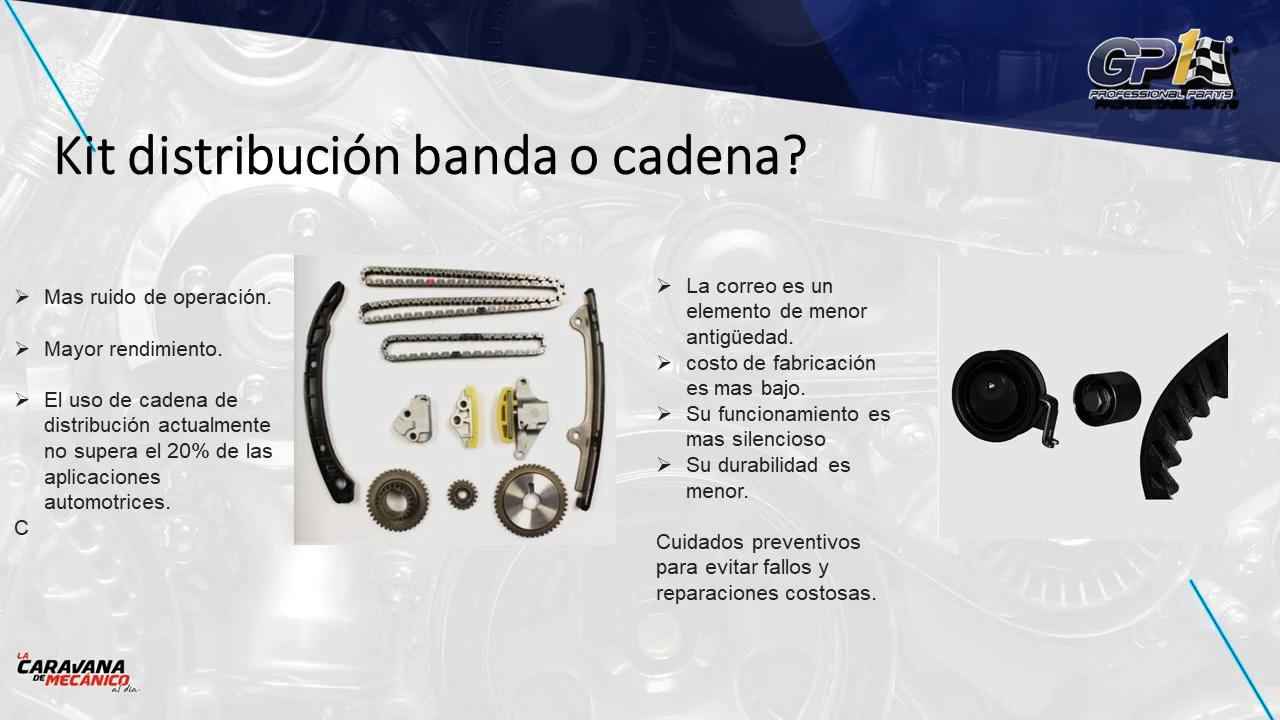 GP1
PROFESSIONAL PARTS
Kit distribución banda o cadena?
➢ Mas ruido de operación.
➢ Mayor rendimiento.
➢ El uso de cadena de
distribución actualmente
no supera el 20% de las
aplicaciones
automotrices.
C
➢ La correo es un
elemento de menor
antigüedad.
➢ costo de fabricación
es mas bajo.
➢ Su funcionamiento es
mas silencioso
➢ Su durabilidad es
menor.
Cuidados preventivos
para evitar fallos y
reparaciones costosas.
LA
CARAVANA
DE MECÁNICO
al día.